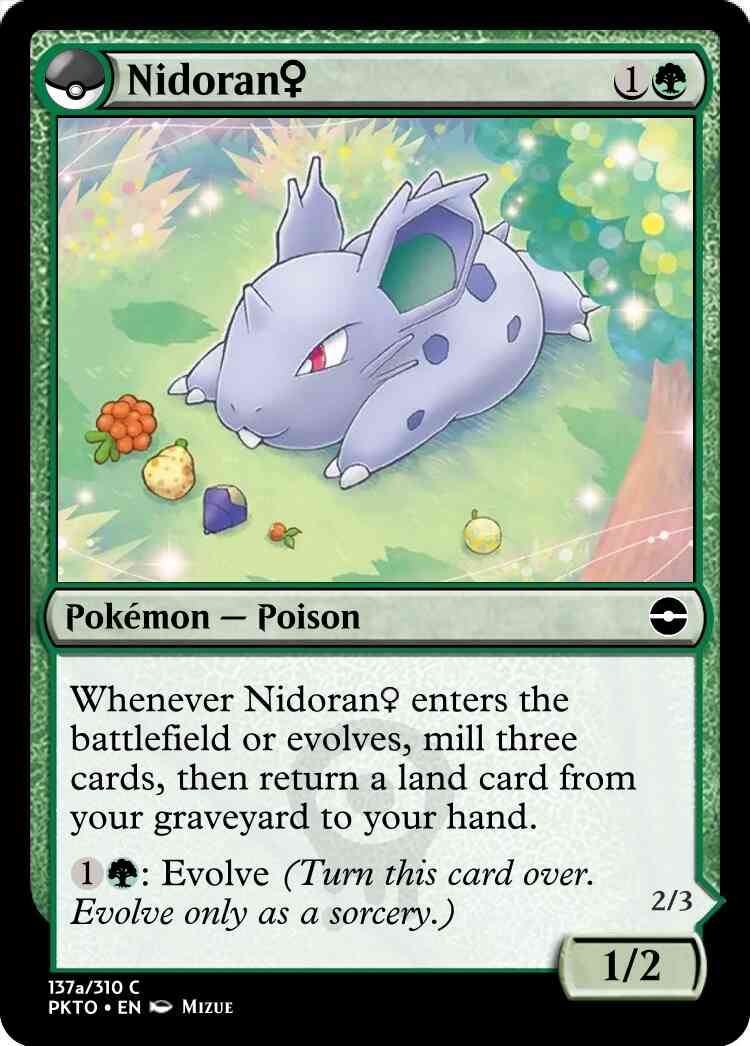 Nidoran♀ 1
Pokémon — Poison
Whenever Nidoran♀ enters the
battlefield or evolves, mill three
cards, then return a land card from
your graveyard to your hand.
1: Evolve (Turn this card over.
Evolve only as a sorcery.)
2/3
1/2
137a/310 C
PKTO • EN Mizue